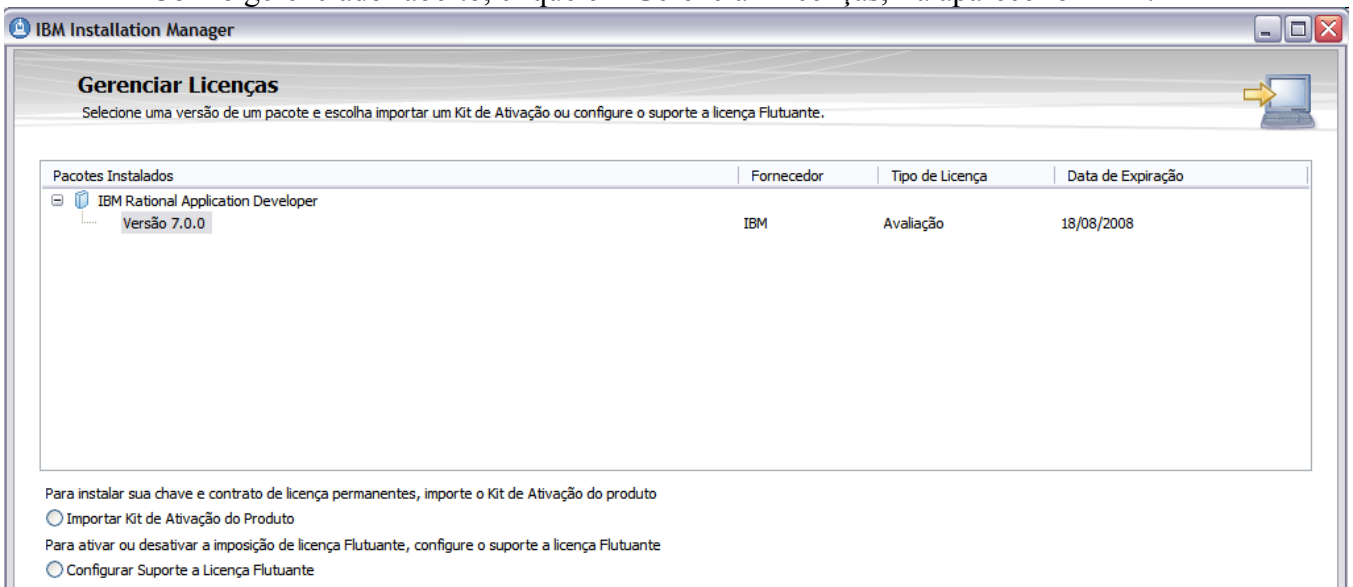 IBM Installation Manager
Gerenciar Licenças
Selecione uma versão de um pacote e escolha importar um Kit de Ativação ou configure o suporte a licença Flutuante.
Pacotes Instalados Fornecedor Tipo de Licença Data de Expiração
IBM Rational Application Developer
Versão 7.0.0 IBM Avaliação 18/08/2008
Para instalar sua chave e contrato de licença permanentes, importe o Kit de Ativação do produto
Importar Kit de Ativação do Produto
Para ativar ou desativar a imposição de licença Flutuante, configure o suporte a licença Flutuante
Configurar Suporte a Licença Flutuante